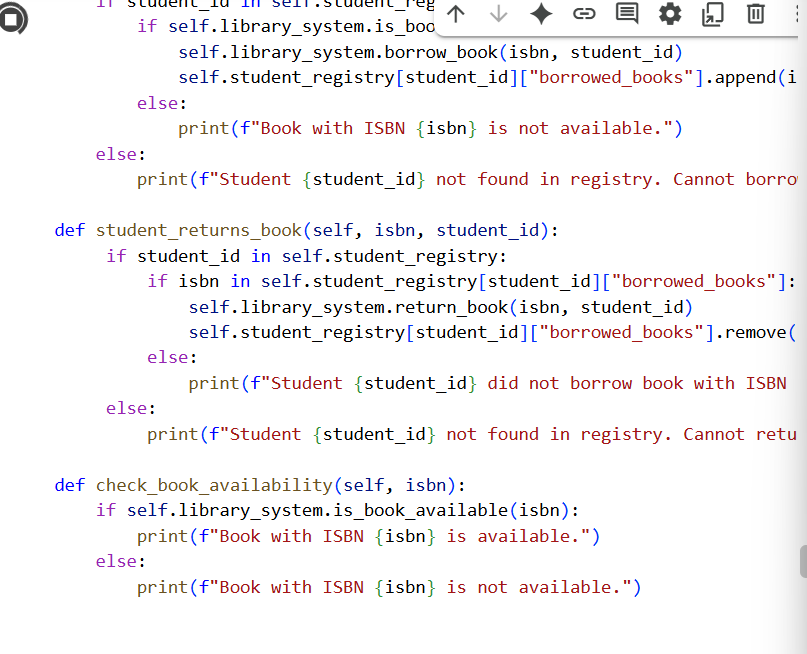 if student_id in self.student_reg
if self.library_system.is_boo
self.library_system.borrow_book(isbn, student_id)
self.student_registry[student_id]["borrowed_books"].append(i
else:
print(f"Book with ISBN {isbn} is not available.")
else:
print(f"Student {student_id} not found in registry. Cannot borro
def student_returns_book(self, isbn, student_id):
if student_id in self.student_registry:
if isbn in self.student_registry[student_id]["borrowed_books"]:
self.library_system.return_book(isbn, student_id)
self.student_registry[student_id]["borrowed_books"].remove(
else:
print(f"Student {student_id} did not borrow book with ISBN
else:
print(f"Student {student_id} not found in registry. Cannot retu
def check_book_availability(self, isbn):
if self.library_system.is_book_available(isbn):
print(f"Book with ISBN {isbn} is available.")
else:
print(f"Book with ISBN {isbn} is not available.")